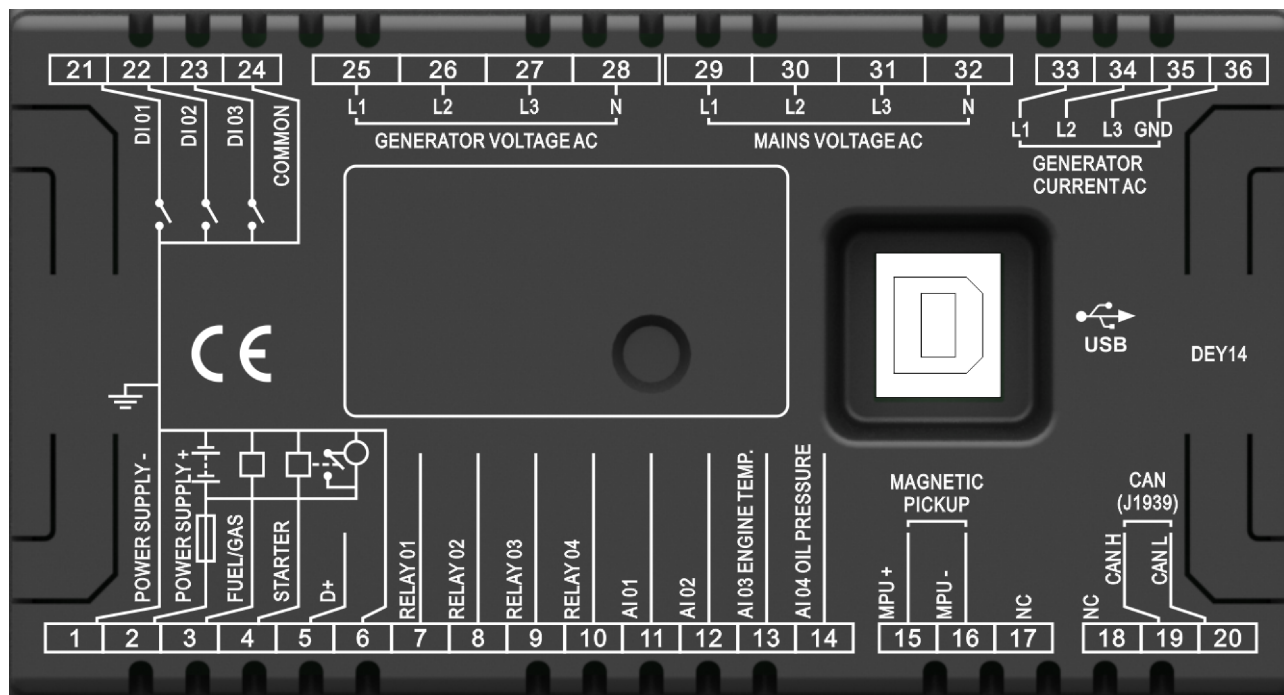 21 22 23 24
25 26 27 28
29 30 31 32
33 34 35 36
DI 01
DI 02
DI 03
COMMON
L1 L2 L3 N
GENERATOR VOLTAGE AC
L1 L2 L3 N
MAINS VOLTAGE AC
L1 L2 L3 GND
GENERATOR
CURRENT AC
CE
USB
DEY14
POWER SUPPLY -
POWER SUPPLY +
FUEL/GAS
STARTER
D+
RELAY 01
RELAY 02
RELAY 03
RELAY 04
AI 01
AI 02
AI 03 ENGINE TEMP.
AI 04 OIL PRESSURE
MAGNETIC
PICKUP
MPU +
MPU -
NC
NC
CAN
(J1939)
CAN H
CAN L
1 2 3 4 5 6 7 8 9 10 11 12 13 14
15 16 17
18 19 20